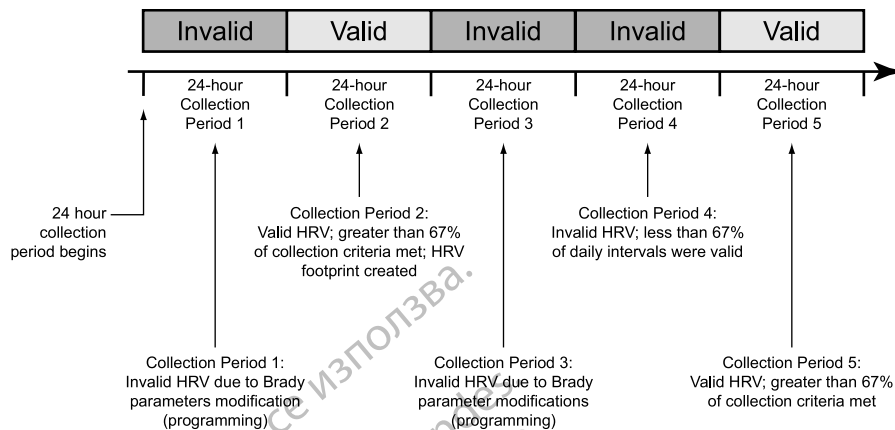 Invalid Valid Invalid Invalid Valid
24-hour Collection Period 1
24-hour Collection Period 2
24-hour Collection Period 3
24-hour Collection Period 4
24-hour Collection Period 5
24 hour
collection
period begins
Collection Period 2:
Valid HRV; greater than 67%
of collection criteria met; HRV
footprint created
Collection Period 4:
Invalid HRV; less than 67%
of daily intervals were valid
Collection Period 1:
Invalid HRV due to Brady
parameters modification
(programming)
Collection Period 3:
Invalid HRV due to Brady
parameter modifications
(programming)
Collection Period 5:
Valid HRV; greater than 67%
of collection criteria met
се използва.